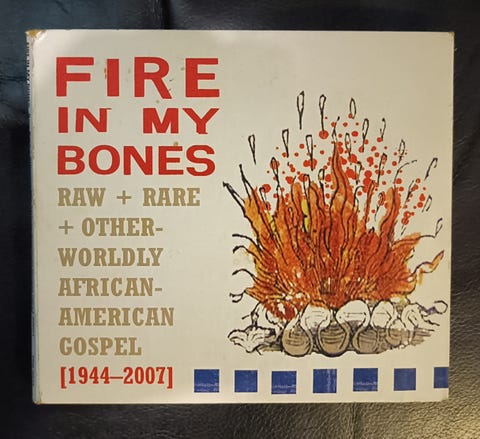 FIRE
IN MY
BONES
RAW + RARE
+ OTHER-
WORLDLY
AFRICAN-
AMERICAN
GOSPEL
[1944–2007]